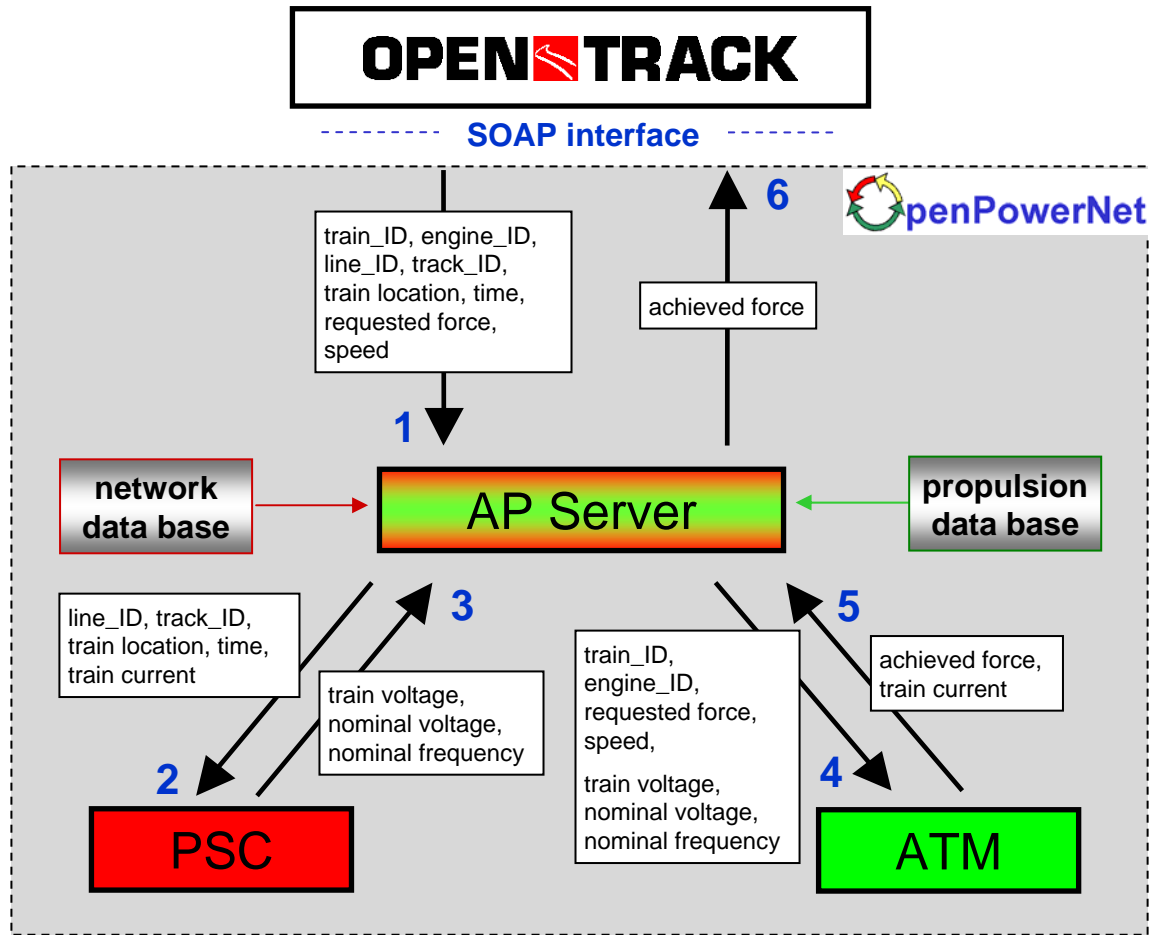 OPEN TRACK
SOAP interface
6
OpenPowerNet
train_ID, engine_ID,
line_ID, track_ID,
train location, time,
requested force,
speed
achieved force
1
network
data base
AP Server
propulsion
data base
line_ID, track_ID,
train location, time,
train current
3
train voltage,
nominal voltage,
nominal frequency
2
PSC
train_ID,
engine_ID,
requested force,
speed,
train voltage,
nominal voltage,
nominal frequency
5
achieved force,
train current
4
ATM